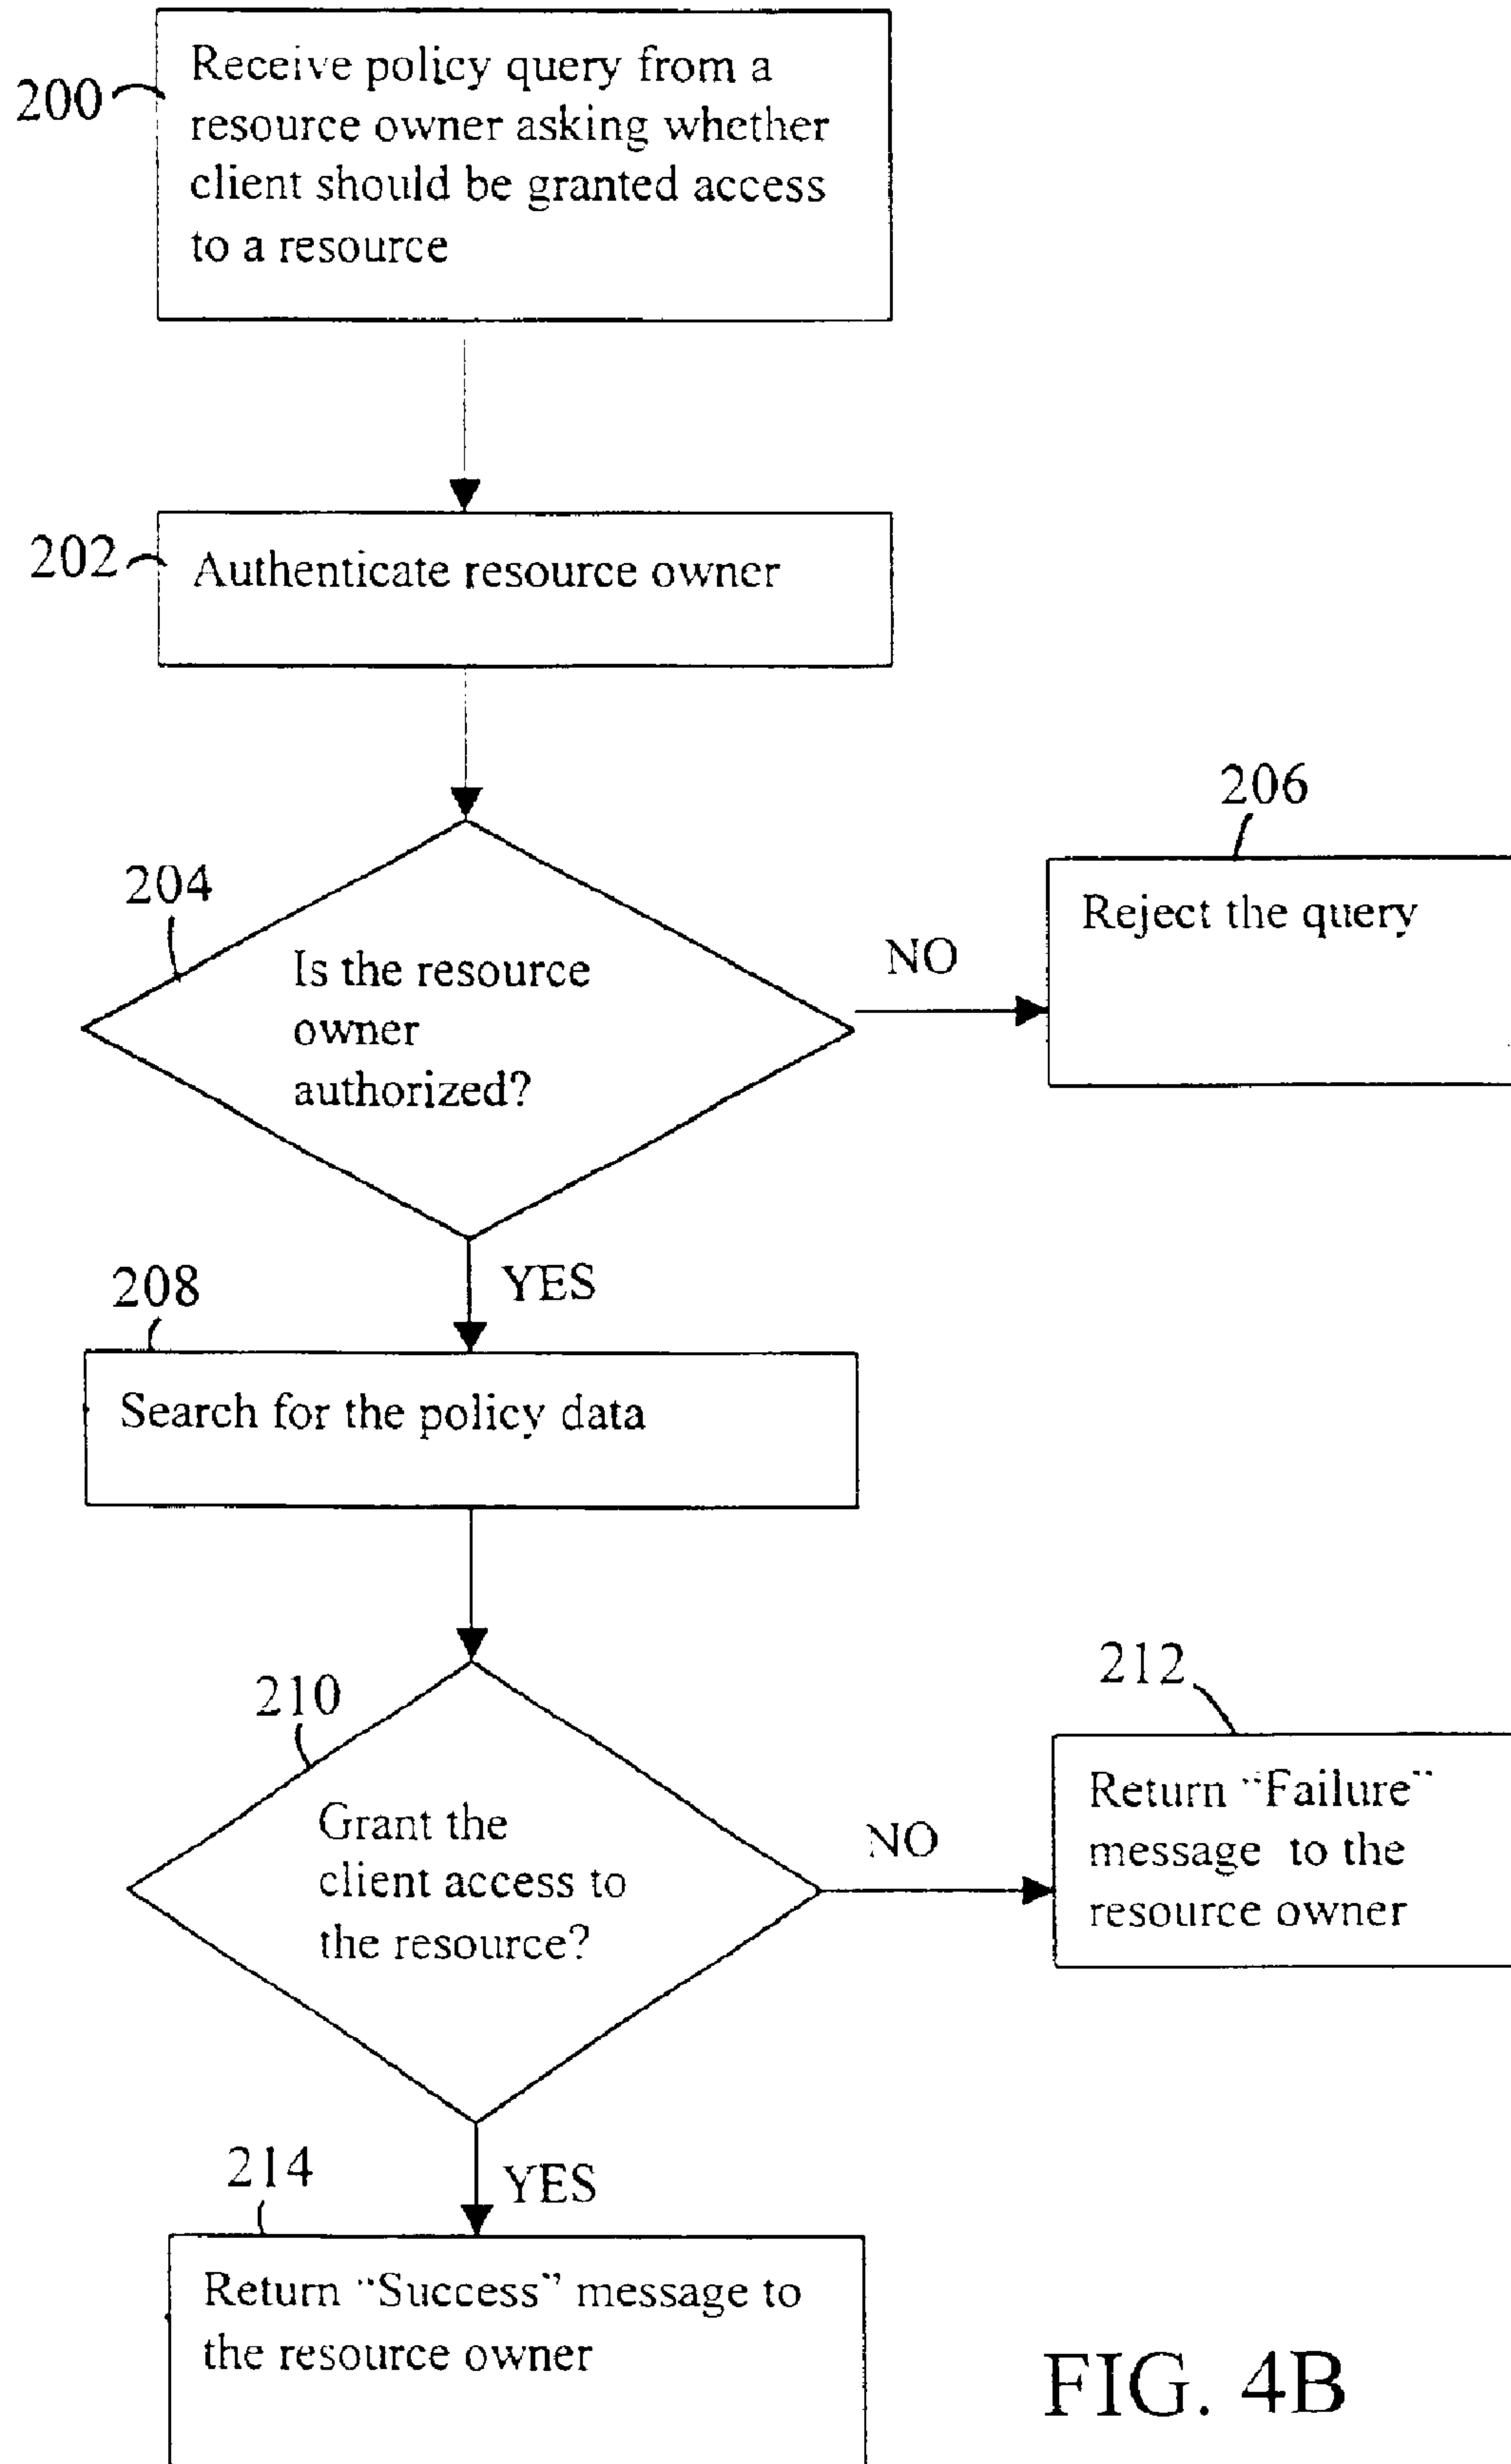 200
Receive policy query from a
resource owner asking whether
client should be granted access
to a resource
202
Authenticate resource owner
204
Is the resource
owner
authorized?
NO
206
Reject the query
YES
208
Search for the policy data
210
Grant the
client access to
the resource?
NO
212
Return "Failure"
message to the
resource owner
YES
214
Return "Success" message to
the resource owner
FIG. 4B